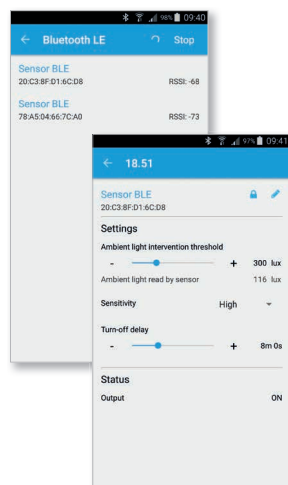 98% 09:40
Bluetooth LE Stop
Sensor BLE
20:C3:8F:D1:6C:D8 RSSI: -68
Sensor BLE
78:A5:04:66:7C:A0 RSSI: -73
97% 09:41
18.51
Sensor BLE
20:C3:8F:D1:6C:D8
Settings
Ambient light intervention threshold
- + 300 lux
Ambient light read by sensor 116 lux
Sensitivity High
Turn-off delay
- + 8m 0s
Status
Output ON